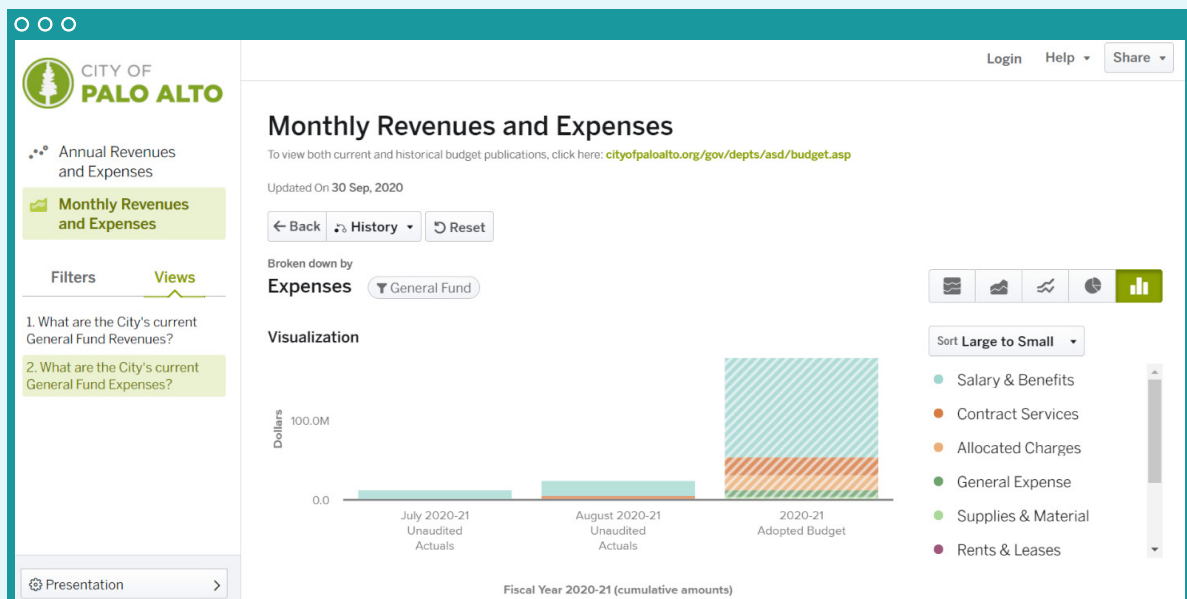 CITY OF
PALO ALTO
Login
Help
Share
Annual Revenues
and Expenses
Monthly Revenues
and Expenses
Filters
Views
1. What are the City's current
General Fund Revenues?
2. What are the City's current
General Fund Expenses?
Presentation
Monthly Revenues and Expenses
To view both current and historical budget publications, click here: cityofpaloalto.org/gov/depts/asd/budget.asp
Updated On 30 Sep, 2020
Back
History
Reset
Broken down by
Expenses
General Fund
Visualization
Sort Large to Small
Salary & Benefits
Contract Services
Allocated Charges
General Expense
Supplies & Material
Rents & Leases
Dollars
100.0M
0.0
July 2020-21
Unaudited
Actuals
August 2020-21
Unaudited
Actuals
2020-21
Adopted Budget
Fiscal Year 2020-21 (cumulative amounts)